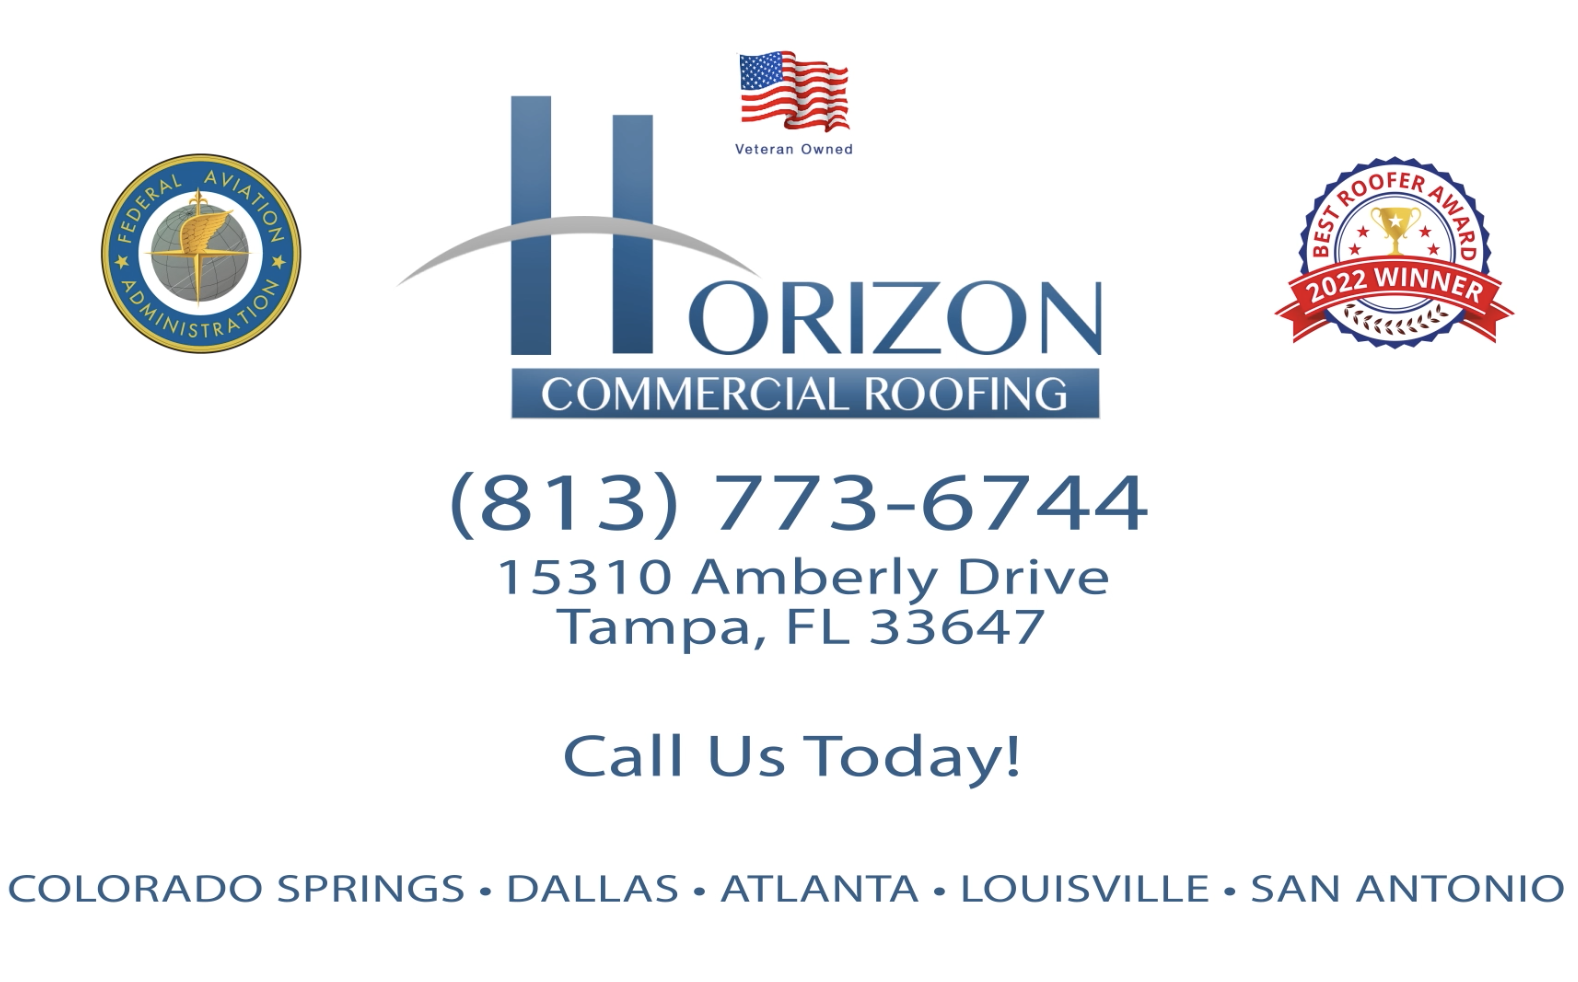 Veteran Owned
FEDERAL AVIATION
ADMINISTRATION
BEST ROOFER AWARD
2022 WINNER
HORIZON
COMMERCIAL ROOFING
(813) 773-6744
15310 Amberly Drive
Tampa, FL 33647
Call Us Today!
COLORADO SPRINGS • DALLAS • ATLANTA • LOUISVILLE • SAN ANTONIO